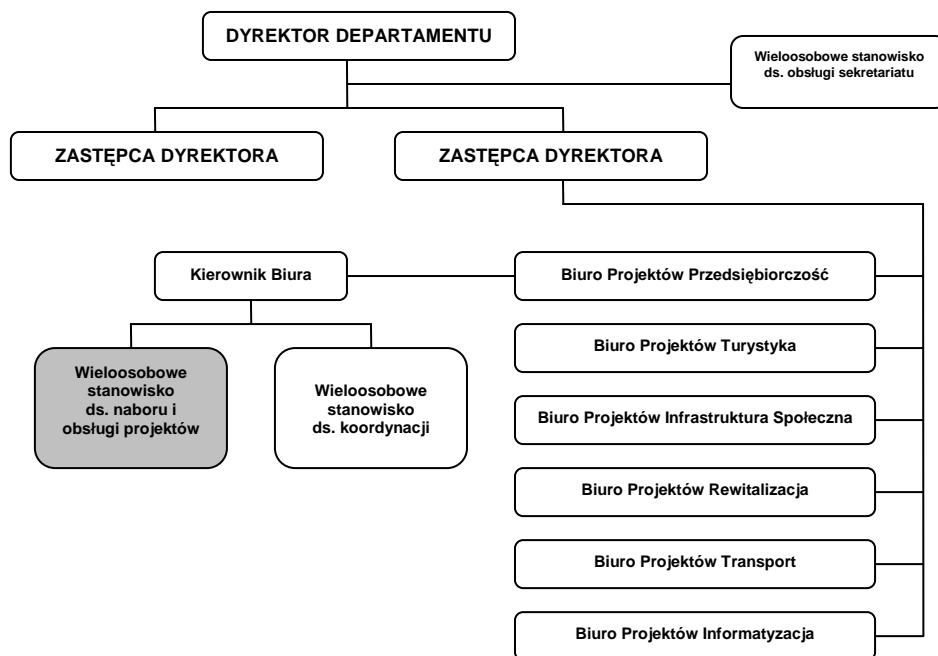 DYREKTOR DEPARTAMENTU
Wieloosobowe stanowisko
ds. obsługi sekretariatu
ZASTĘPCA DYREKTORA
ZASTĘPCA DYREKTORA
Kierownik Biura
Biuro Projektów Przedsiębiorczość
Wieloosobowe
stanowisko
ds. naboru i
obsługi projektów
Wieloosobowe
stanowisko
ds. koordynacji
Biuro Projektów Turystyka
Biuro Projektów Infrastruktura Społeczna
Biuro Projektów Rewitalizacja
Biuro Projektów Transport
Biuro Projektów Informatyzacja